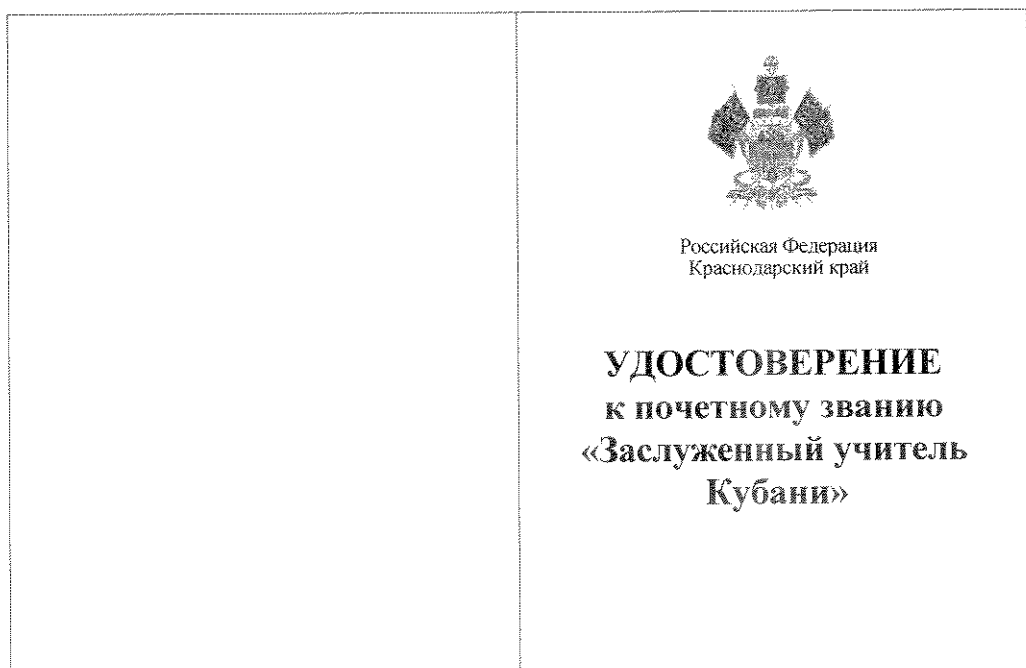 Российская Федерация
Краснодарский край
УДОСТОВЕРЕНИЕ
к почетному званию
«Заслуженный учитель
Кубани»